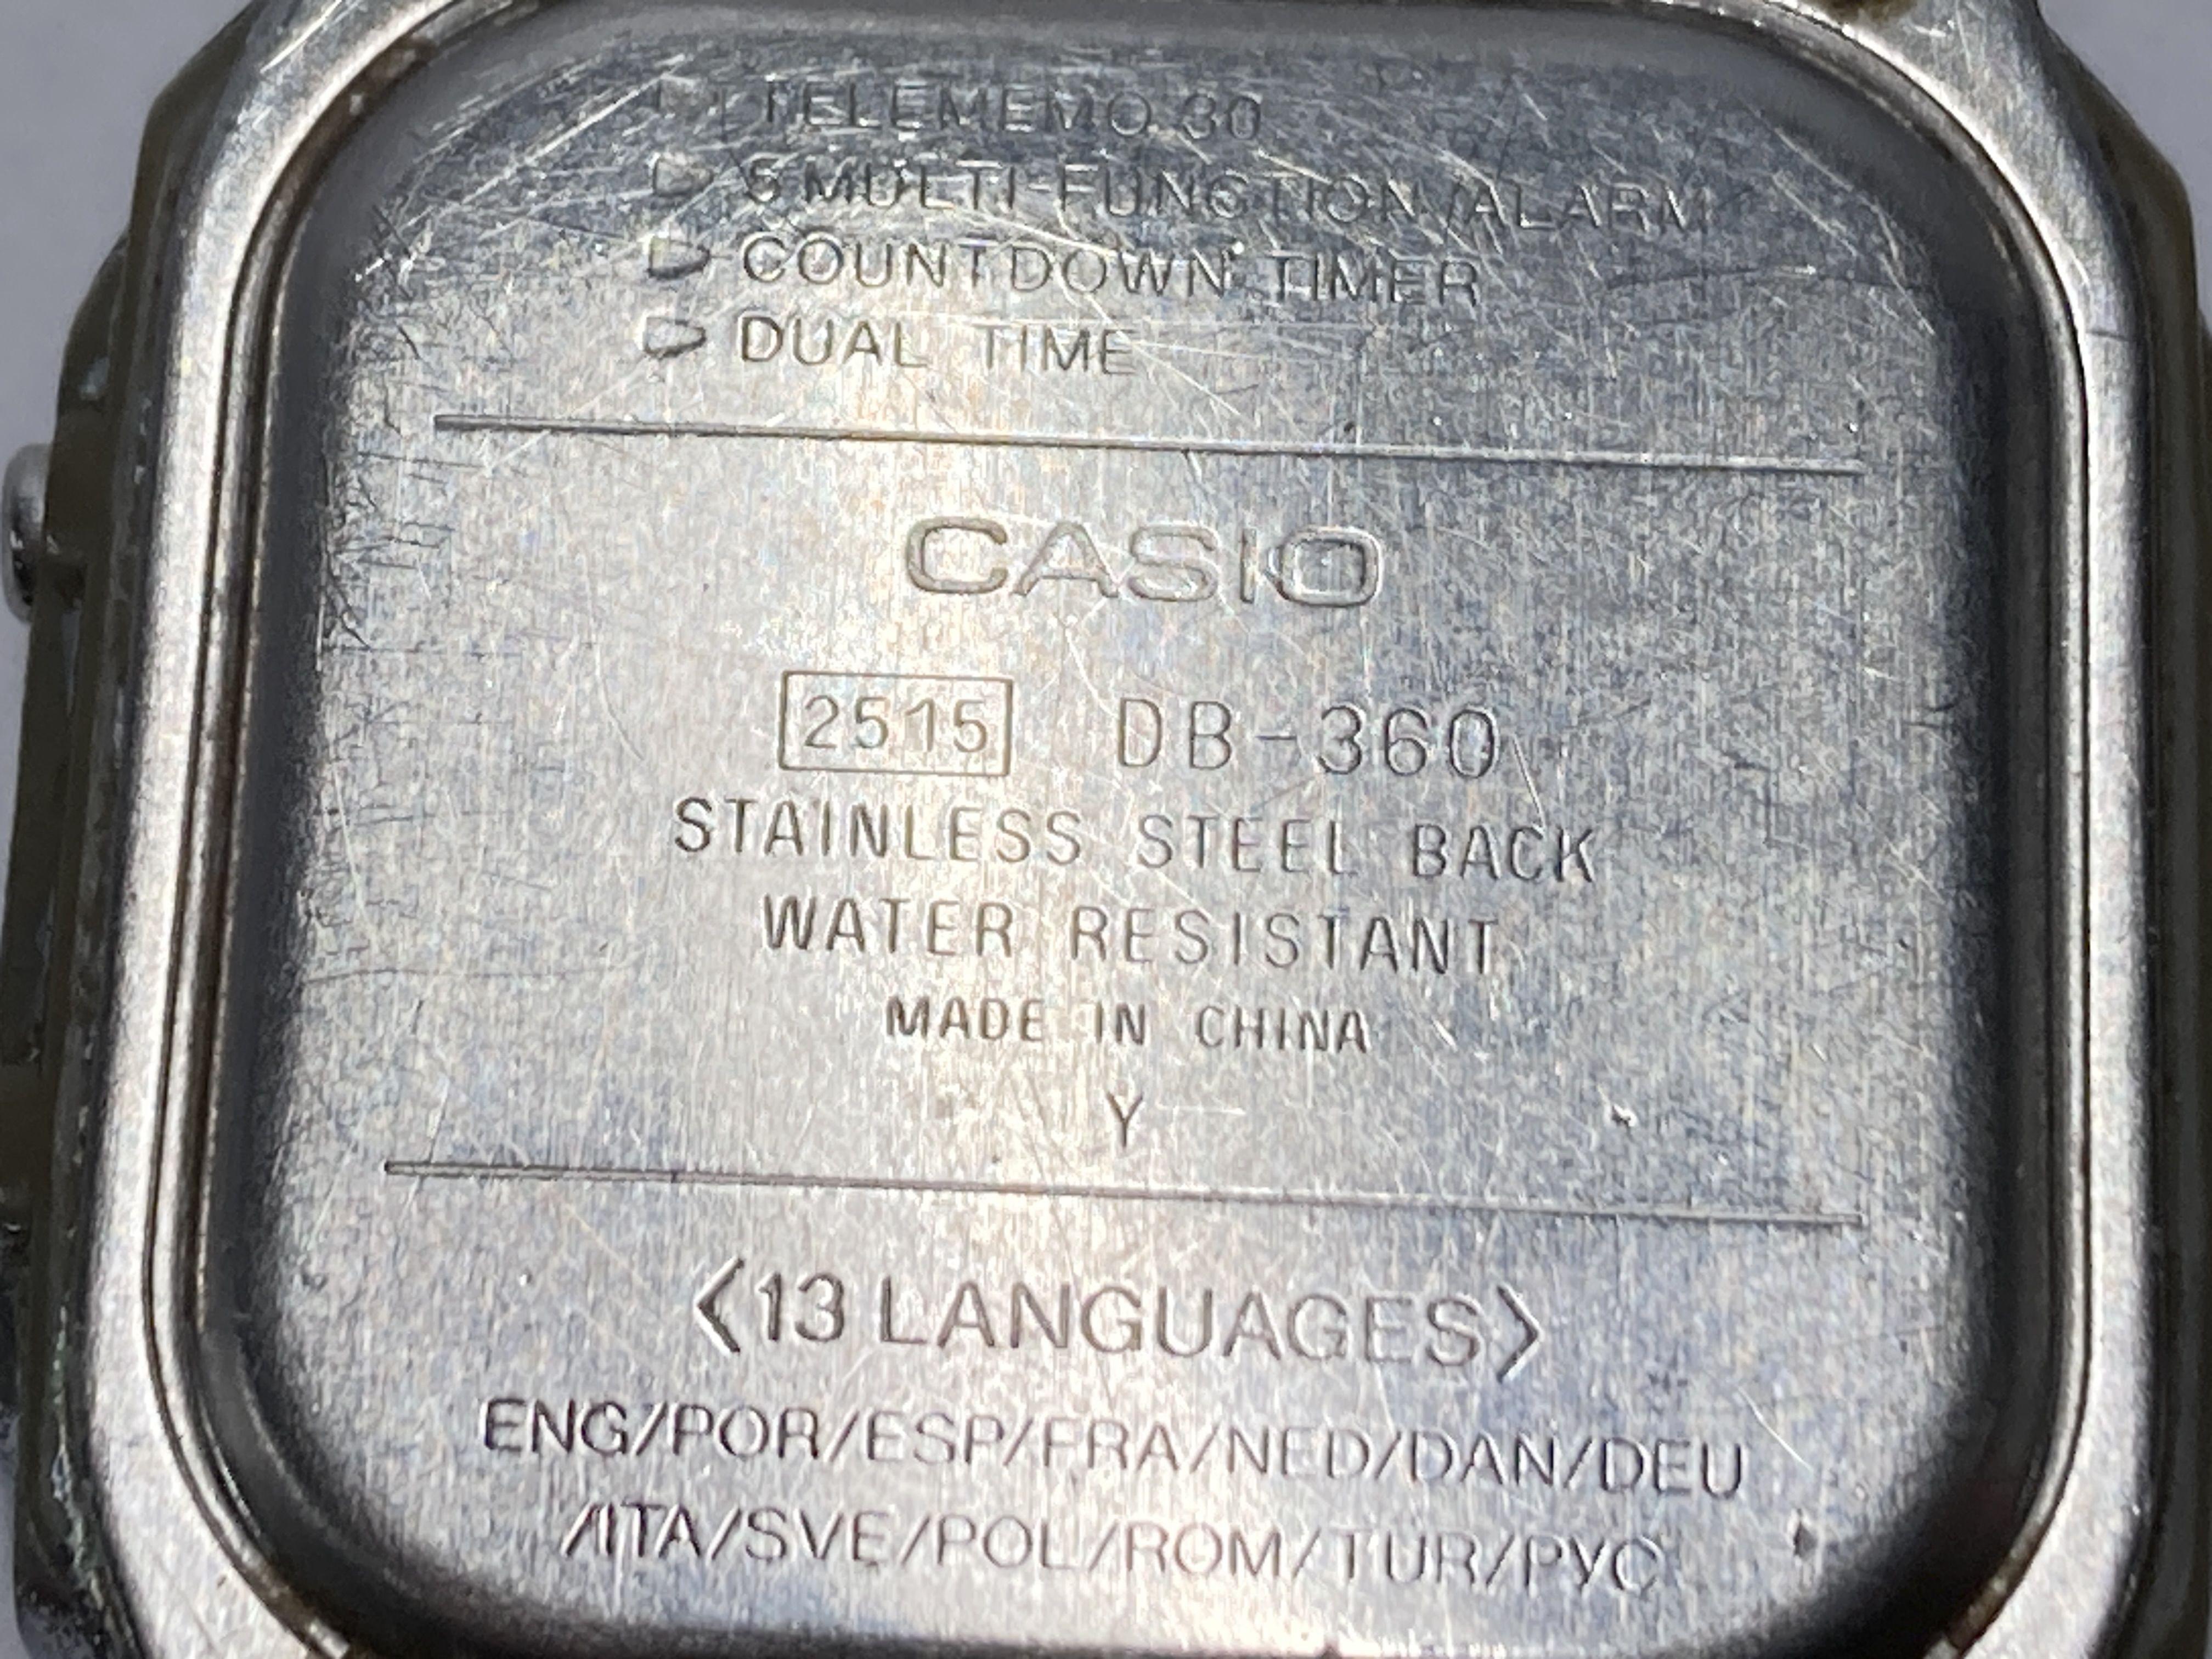 TELEMEMO 30
5 MULTI-FUNCTION ALARM
COUNTDOWN TIMER
DUAL TIME
CASIO
2515 DB-360
STAINLESS STEEL BACK
WATER RESISTANT
MADE IN CHINA
Y
<13 LANGUAGES>
ENG/POR/ESP/FRA/NED/DAN/DEU
/ITA/SVE/POL/ROM/TUR/РУС